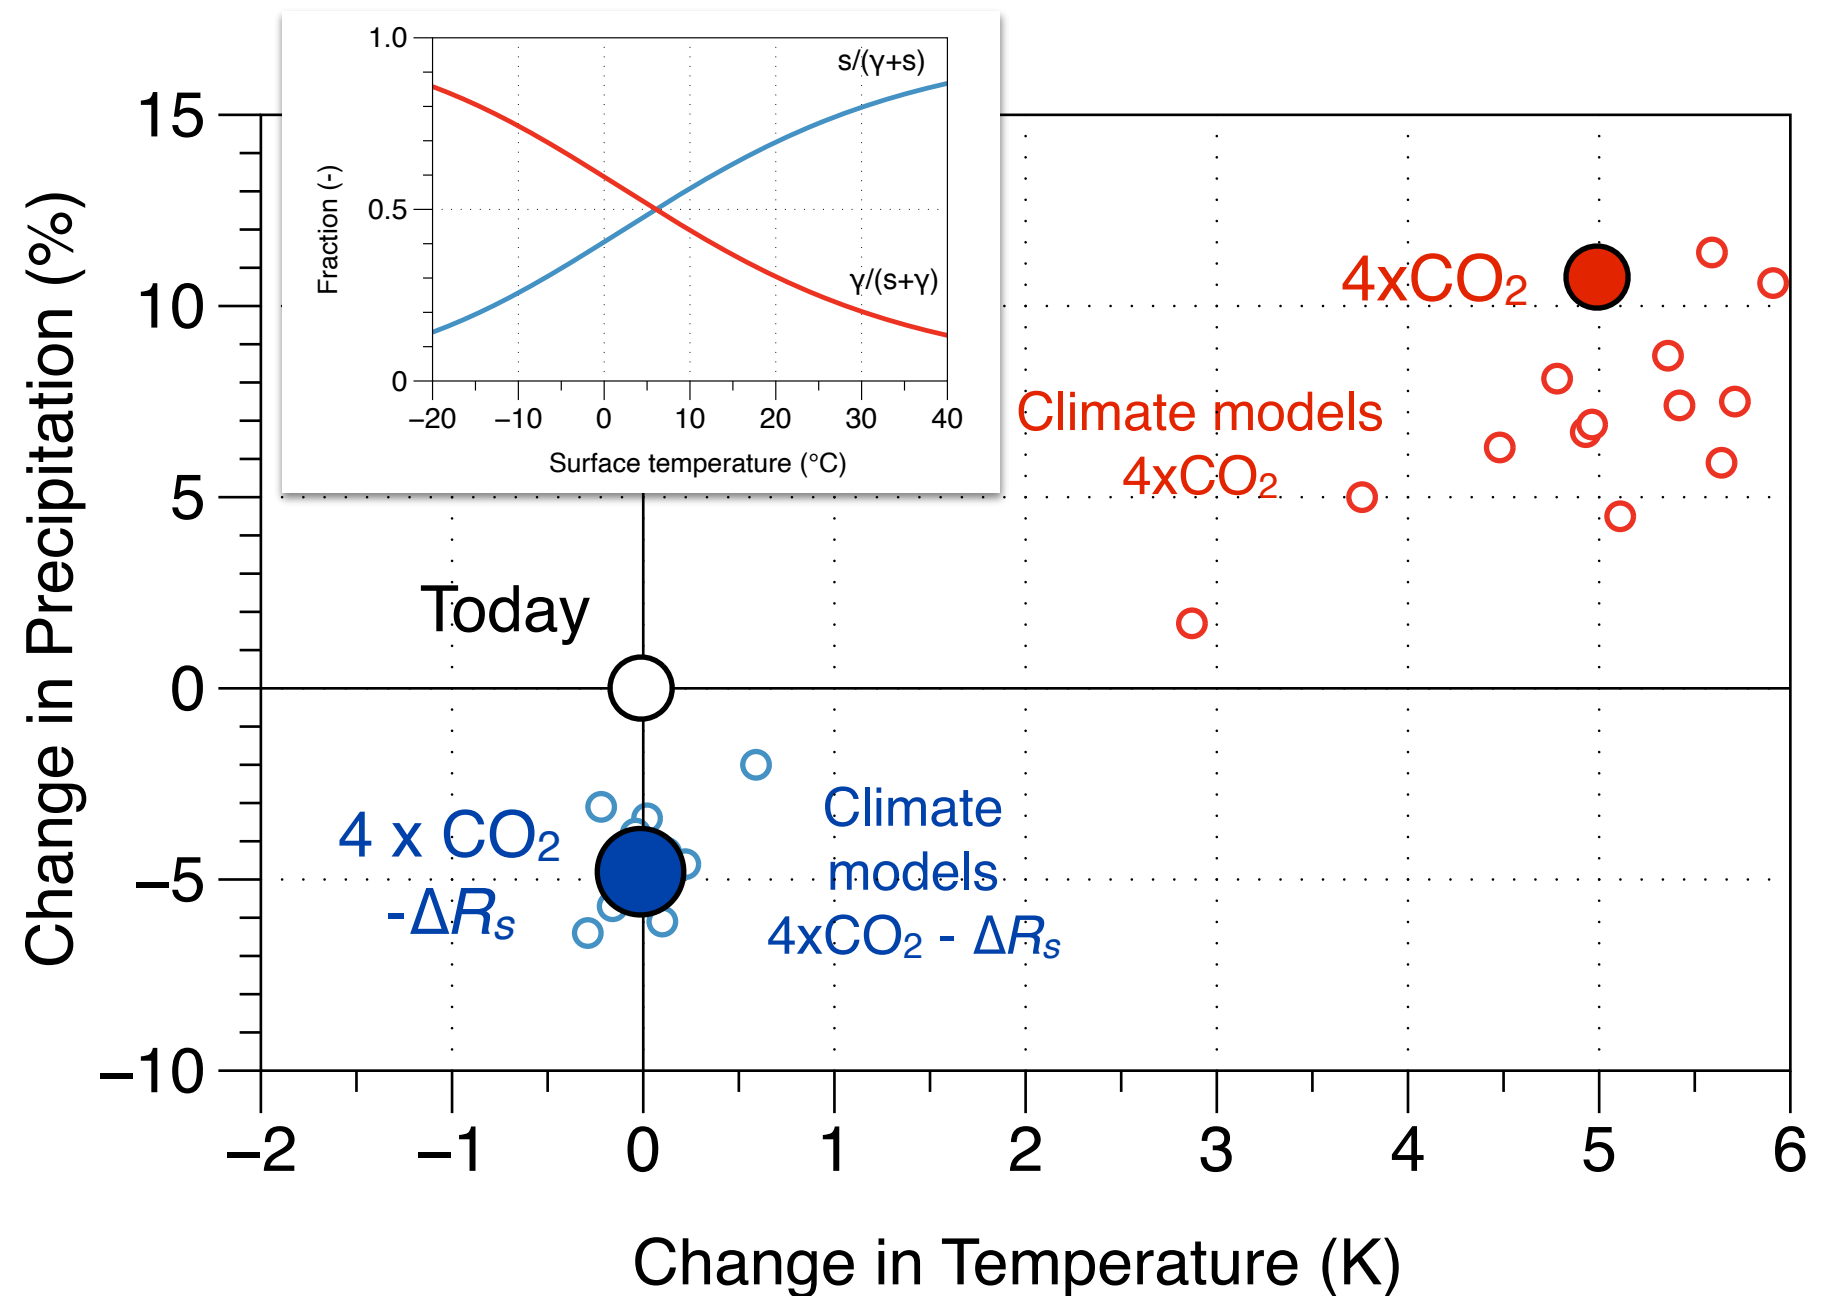 1.0
0.5
0
Fraction (-)
s/(γ+s)
γ/(s+γ)
−20 −10 0 10 20 30 40
Surface temperature (°C)
15
10
5
0
−5
−10
Change in Precipitation (%)
4xCO₂
Climate models
4xCO₂
Today
4 x CO₂
-ΔRₛ
Climate
models
4xCO₂ - ΔRₛ
−2 −1 0 1 2 3 4 5 6
Change in Temperature (K)